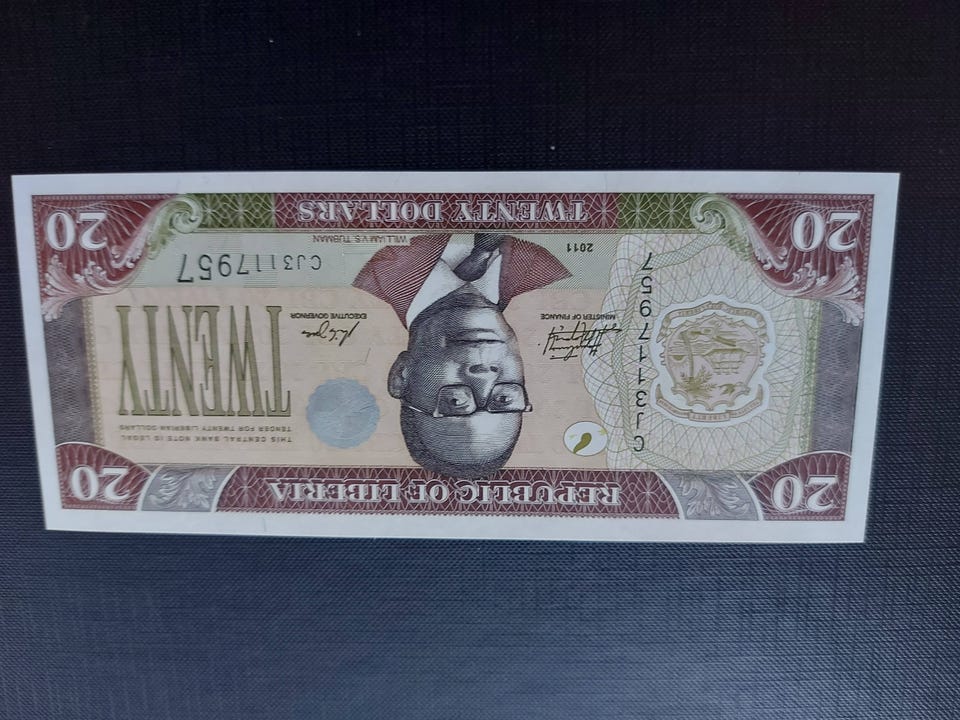 20 REPUBLIC OF LIBERIA 20
CJ3117957
THIS CENTRAL BANK NOTE IS LEGAL
TENDER FOR TWENTY LIBERIAN DOLLARS
TWENTY
MINISTER OF FINANCE
EXECUTIVE GOVERNOR
2011
WILLIAM V.S. TUBMAN
CJ3117957
20 TWENTY DOLLARS 20